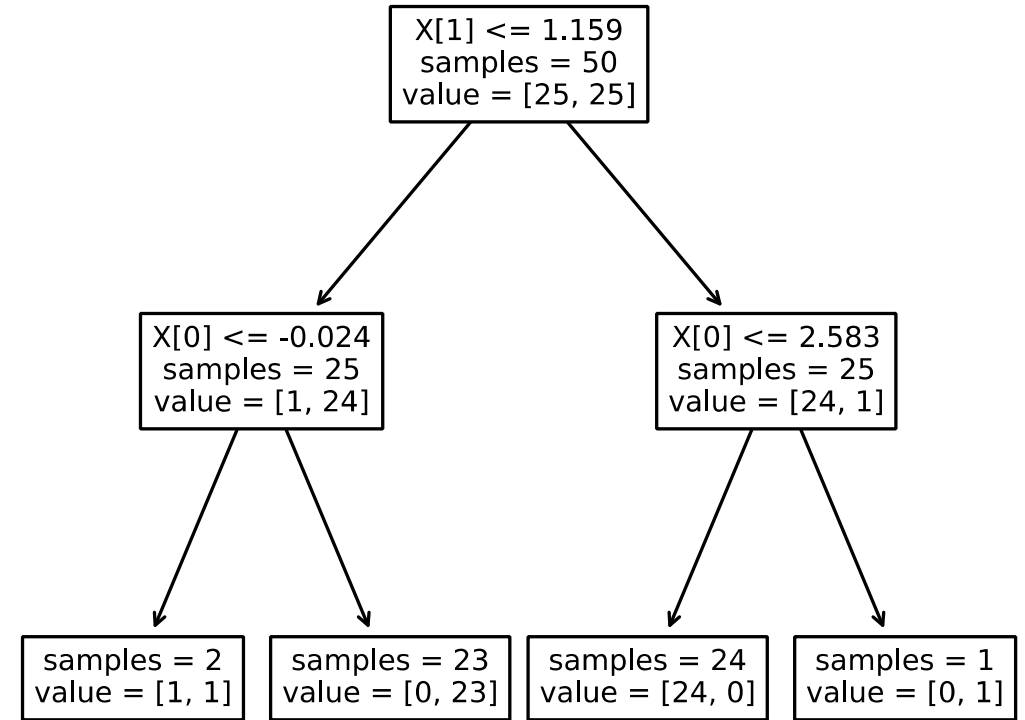 X[1] <= 1.159
samples = 50
value = [25, 25]
X[0] <= -0.024
samples = 25
value = [1, 24]
X[0] <= 2.583
samples = 25
value = [24, 1]
samples = 2
value = [1, 1]
samples = 23
value = [0, 23]
samples = 24
value = [24, 0]
samples = 1
value = [0, 1]